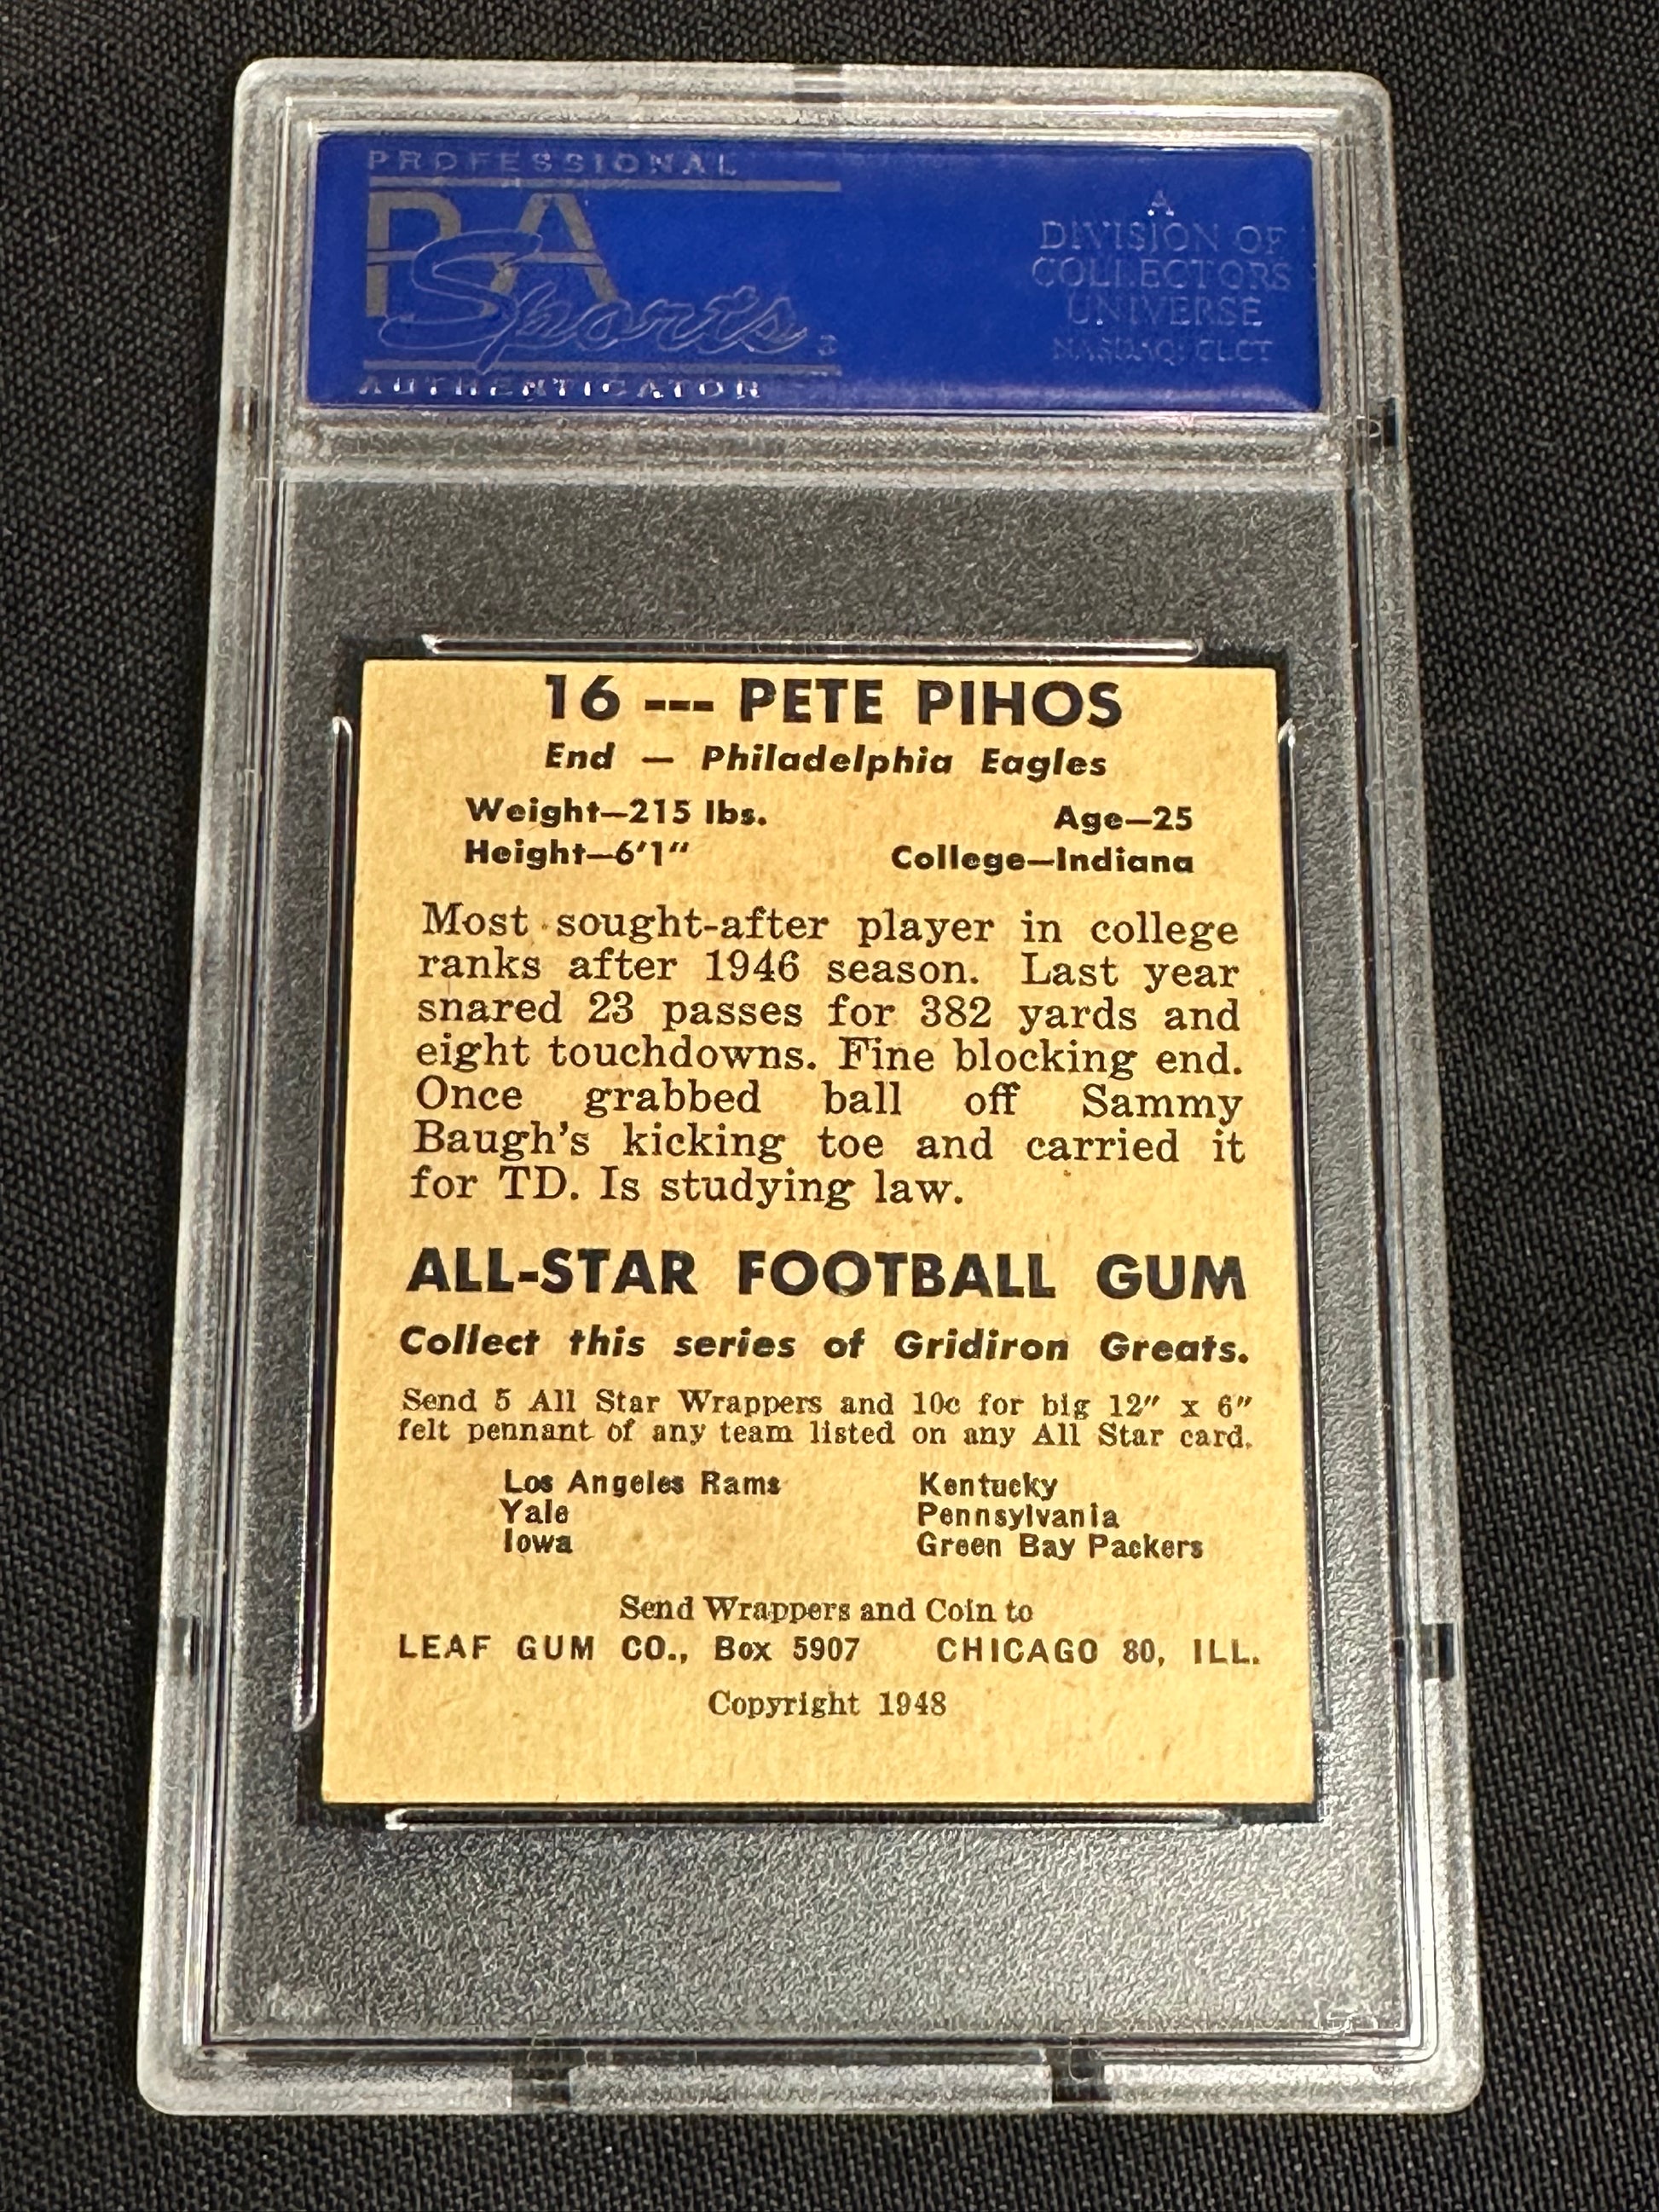 PROFESSIONAL
PSA
Sports
AUTHENTICATOR
A
DIVISION OF
COLLECTORS
UNIVERSE
NASDAQ: CLCT
16 --- PETE PIHOS
End — Philadelphia Eagles
Weight—215 lbs. Age—25
Height—6'1" College—Indiana
Most sought-after player in college
ranks after 1946 season. Last year
snared 23 passes for 382 yards and
eight touchdowns. Fine blocking end.
Once grabbed ball off Sammy
Baugh's kicking toe and carried it
for TD. Is studying law.
ALL-STAR FOOTBALL GUM
Collect this series of Gridiron Greats.
Send 5 All Star Wrappers and 10c for big 12" x 6"
felt pennant of any team listed on any All Star card.
Los Angeles Rams Kentucky
Yale Pennsylvania
Iowa Green Bay Packers
Send Wrappers and Coin to
LEAF GUM CO., Box 5907 CHICAGO 80, ILL.
Copyright 1948